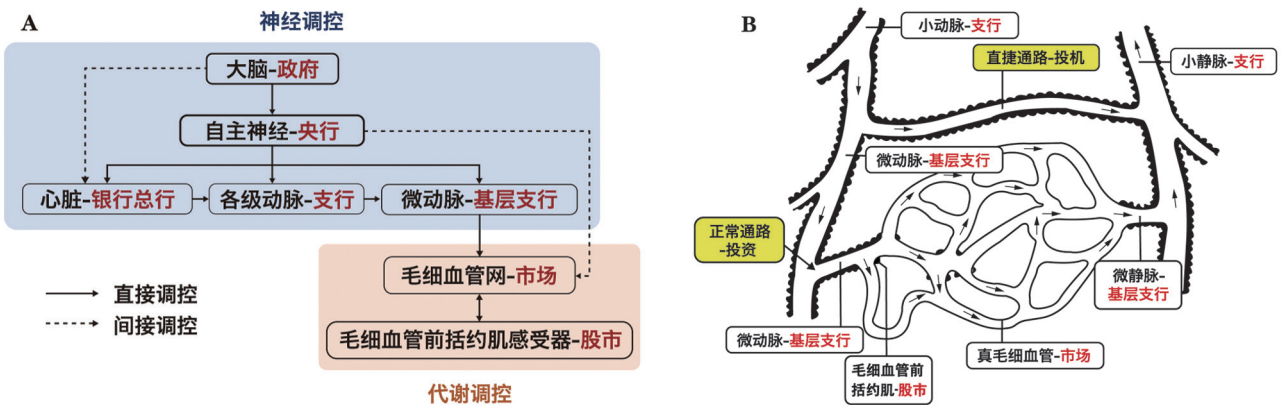 A
神经调控
大脑-政府
自主神经-央行
心脏-银行总行
各级动脉-支行
微动脉-基层支行
毛细血管网-市场
毛细血管前括约肌感受器-股市
直接调控
间接调控
代谢调控
B
小动脉-支行
直捷通路-投机
小静脉-支行
微动脉-基层支行
正常通路
-投资
微静脉-
基层支行
微动脉-基层支行
毛细血管前
括约肌-股市
真毛细血管-市场